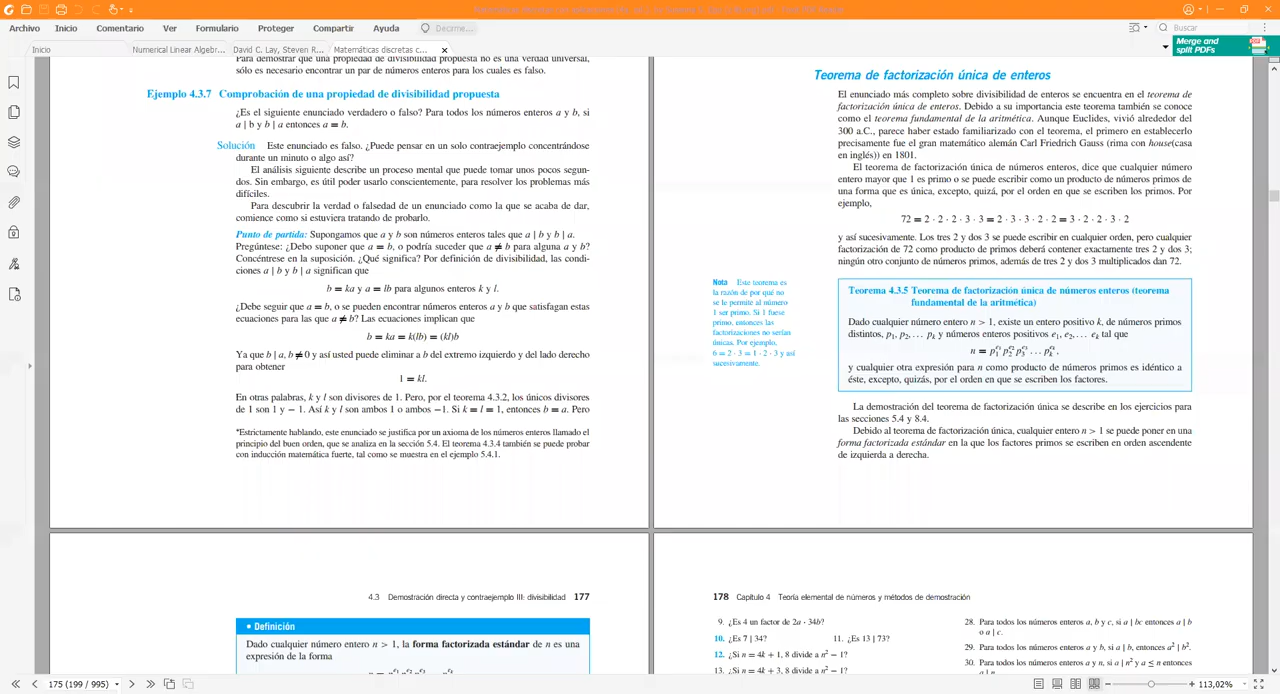 Archivo Inicio Comentario Ver Formulario Proteger Compartir Ayuda Decame... Buscar
Inicio Numerical Linear Algebr... David C. Lay, Steven R... Matemáticas discretas c... ×
Merge and
split PDFs
Para demostrar que una propiedad de divisibilidad propuesta no es una verdad universal,
sólo es necesario encontrar un par de números enteros para los cuales es falso.
Ejemplo 4.3.7 Comprobación de una propiedad de divisibilidad propuesta
¿Es el siguiente enunciado verdadero o falso? Para todos los números enteros a y b, si
a | b y b | a entonces a = b.
Solución Este enunciado es falso. ¿Puede pensar en un solo contraejemplo concentrándose
durante un minuto o algo así?
El análisis siguiente describe un proceso mental que puede tomar unos pocos segun-
dos. Sin embargo, es útil poder usarlo conscientemente, para resolver los problemas más
difíciles.
Para descubrir la verdad o falsedad de un enunciado como la que se acaba de dar,
comience como si estuviera tratando de probarlo.
Punto de partida: Supongamos que a y b son números enteros tales que a | b y b | a.
Pregúntese: ¿Debo suponer que a = b, o podría suceder que a ≠ b para alguna a y b?
Concéntrese en la suposición. ¿Qué significa? Por definición de divisibilidad, las condi-
ciones a | b y b | a significan que
b = ka y a = lb para algunos enteros k y l.
¿Debe seguir que a = b, o se pueden encontrar números enteros a y b que satisfagan estas
ecuaciones para las que a ≠ b? Las ecuaciones implican que
b = ka = k(lb) = (kl)b
Ya que b | a, b ≠ 0 y así usted puede eliminar a b del extremo izquierdo y del lado derecho
para obtener
1 = kl.
En otras palabras, k y l son divisores de 1. Pero, por el teorema 4.3.2, los únicos divisores
de 1 son 1 y − 1. Así k y l son ambos 1 o ambos −1. Si k = l = 1, entonces b = a. Pero
*Estrictamente hablando, este enunciado se justifica por un axioma de los números enteros llamado el
principio del buen orden, que se analiza en la sección 5.4. El teorema 4.3.4 también se puede probar
con inducción matemática fuerte, tal como se muestra en el ejemplo 5.4.1.
Teorema de factorización única de enteros
El enunciado más completo sobre divisibilidad de enteros se encuentra en el teorema de
factorización única de enteros. Debido a su importancia este teorema también se conoce
como el teorema fundamental de la aritmética. Aunque Euclides, vivió alrededor del
300 a.C., parece haber estado familiarizado con el teorema, el primero en establecerlo
precisamente fue el gran matemático alemán Carl Friedrich Gauss (rima con house(casa
en inglés)) en 1801.
El teorema de factorización única de números enteros, dice que cualquier número
entero mayor que 1 es primo o se puede escribir como un producto de números primos de
una forma que es única, excepto, quizá, por el orden en que se escriben los primos. Por
ejemplo,
72 = 2 · 2 · 2 · 3 · 3 = 2 · 3 · 3 · 2 · 2 = 3 · 2 · 2 · 3 · 2
y así sucesivamente. Los tres 2 y dos 3 se puede escribir en cualquier orden, pero cualquier
factorización de 72 como producto de primos deberá contener exactamente tres 2 y dos 3;
ningún otro conjunto de números primos, además de tres 2 y dos 3 multiplicados dan 72.
Nota Este teorema es
la razón de por qué no
se le permite al número
1 ser primo. Si 1 fuese
primo, entonces las
factorizaciones no serían
únicas. Por ejemplo,
6 = 2 · 3 = 1 · 2 · 3 y así
sucesivamente.
Teorema 4.3.5 Teorema de factorización única de números enteros (teorema
fundamental de la aritmética)
Dado cualquier número entero n > 1, existe un entero positivo k, de números primos
distintos, p₁, p₂,… pₖ y números enteros positivos e₁, e₂,… eₖ tal que
n = p₁^e₁ p₂^e₂ p₃^e₃ … pₖ^eₖ,
y cualquier otra expresión para n como producto de números primos es idéntico a
éste, excepto, quizás, por el orden en que se escriben los factores.
La demostración del teorema de factorización única se describe en los ejercicios para
las secciones 5.4 y 8.4.
Debido al teorema de factorización única, cualquier entero n > 1 se puede poner en una
forma factorizada estándar en la que los factores primos se escriben en orden ascendente
de izquierda a derecha.
4.3 Demostración directa y contraejemplo III: divisibilidad 177
• Definición
Dado cualquier número entero n > 1, la forma factorizada estándar de n es una
expresión de la forma
178 Capítulo 4 Teoría elemental de números y métodos de demostración
9. ¿Es 4 un factor de 2a · 34b?
10. ¿Es 7 | 34? 11. ¿Es 13 | 73?
12. ¿Si n = 4k + 1, 8 divide a n² − 1?
13. ¿Si n = 4k + 3, 8 divide a n² − 1?
28. Para todos los números enteros a, b y c, si a | bc entonces a | b
o a | c.
29. Para todos los números enteros a y b, si a | b, entonces a² | b².
30. Para todos los números enteros a y n, si a | n² y a ≤ n entonces
a | n.
175 (199 / 995) 113,02%